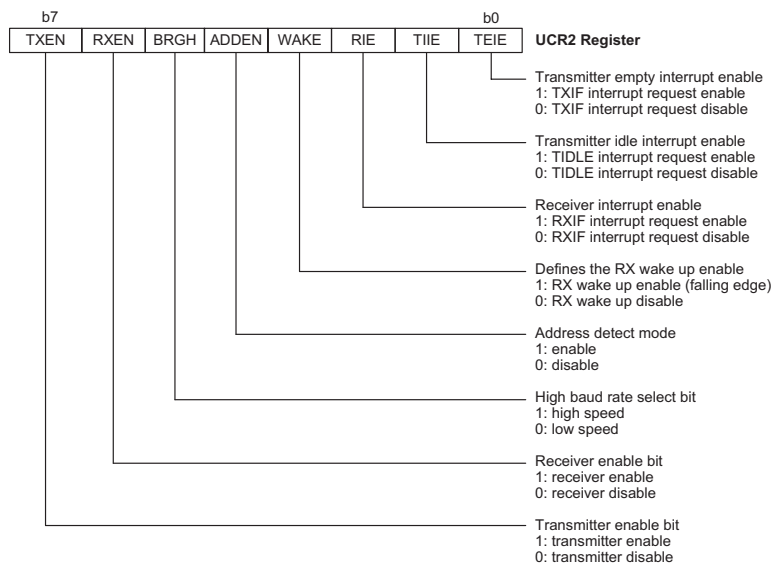 b7 b0
TXEN RXEN BRGH ADDEN WAKE RIE TIIE TEIE UCR2 Register
Transmitter empty interrupt enable
1: TXIF interrupt request enable
0: TXIF interrupt request disable
Transmitter idle interrupt enable
1: TIDLE interrupt request enable
0: TIDLE interrupt request disable
Receiver interrupt enable
1: RXIF interrupt request enable
0: RXIF interrupt request disable
Defines the RX wake up enable
1: RX wake up enable (falling edge)
0: RX wake up disable
Address detect mode
1: enable
0: disable
High baud rate select bit
1: high speed
0: low speed
Receiver enable bit
1: receiver enable
0: receiver disable
Transmitter enable bit
1: transmitter enable
0: transmitter disable